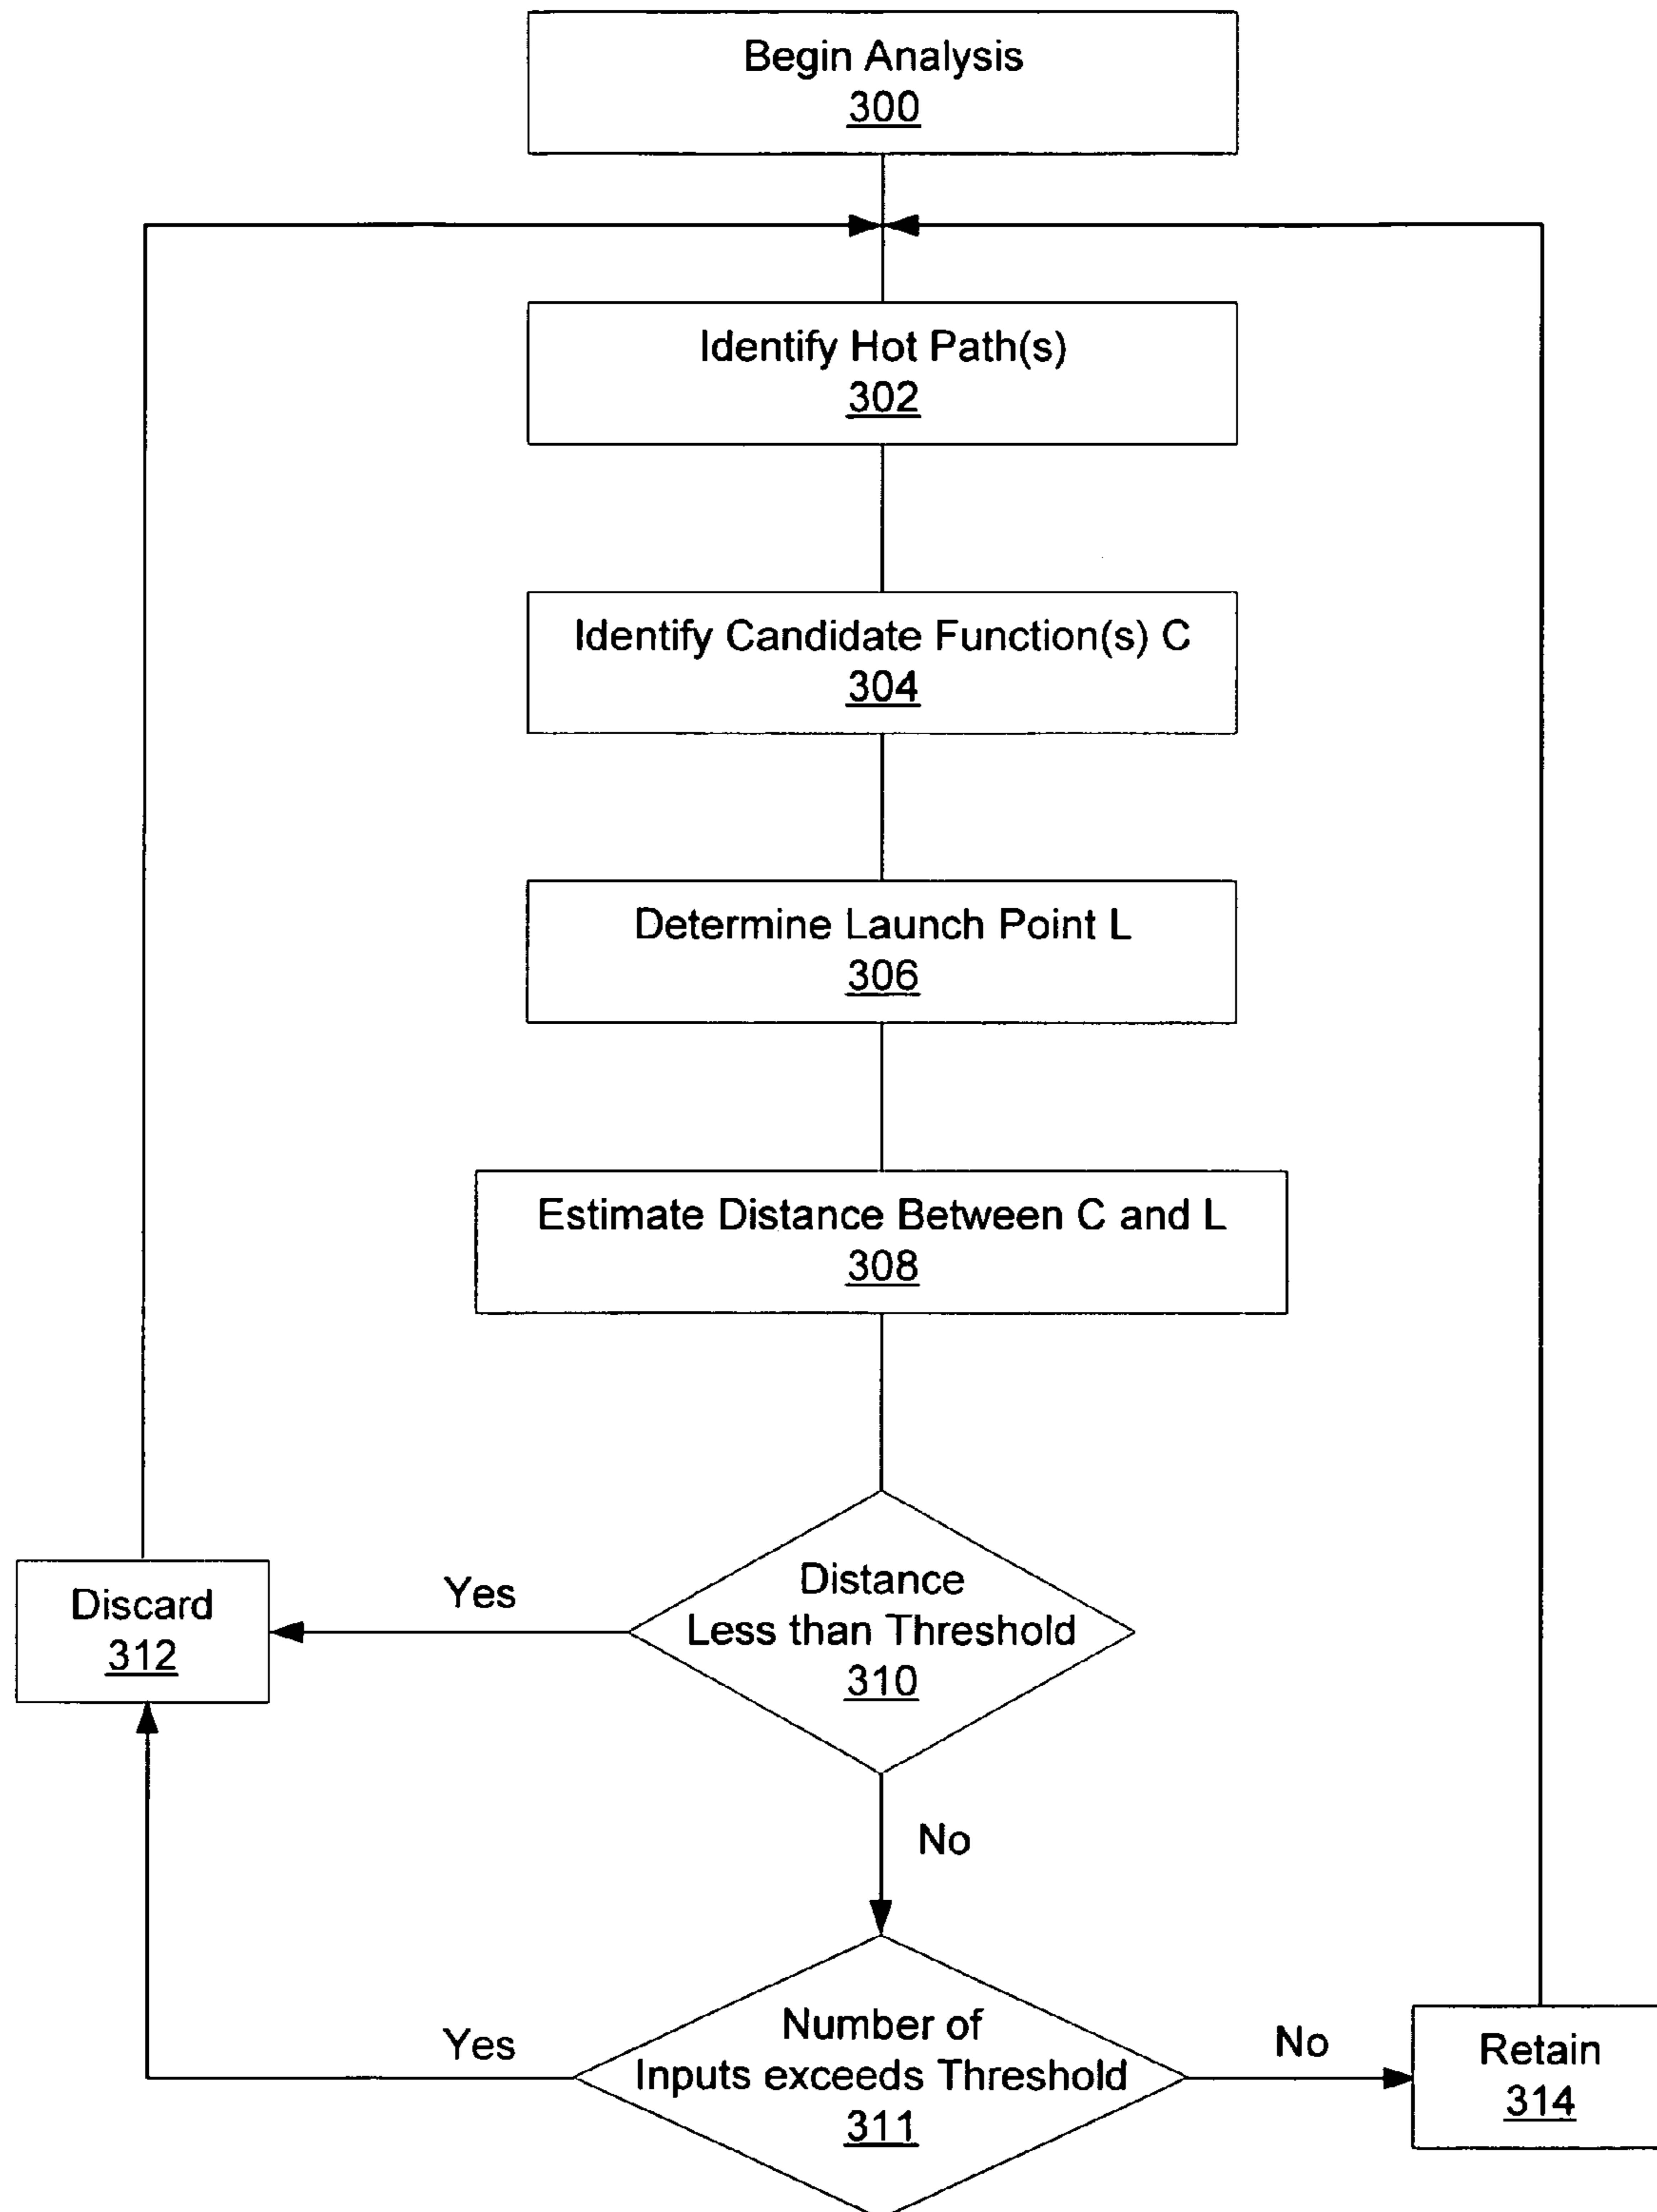 Begin Analysis
300
Identify Hot Path(s)
302
Identify Candidate Function(s) C
304
Determine Launch Point L
306
Estimate Distance Between C and L
308
Distance
Less than Threshold
310
Yes
Discard
312
No
Number of
Inputs exceeds Threshold
311
Yes
No
Retain
314